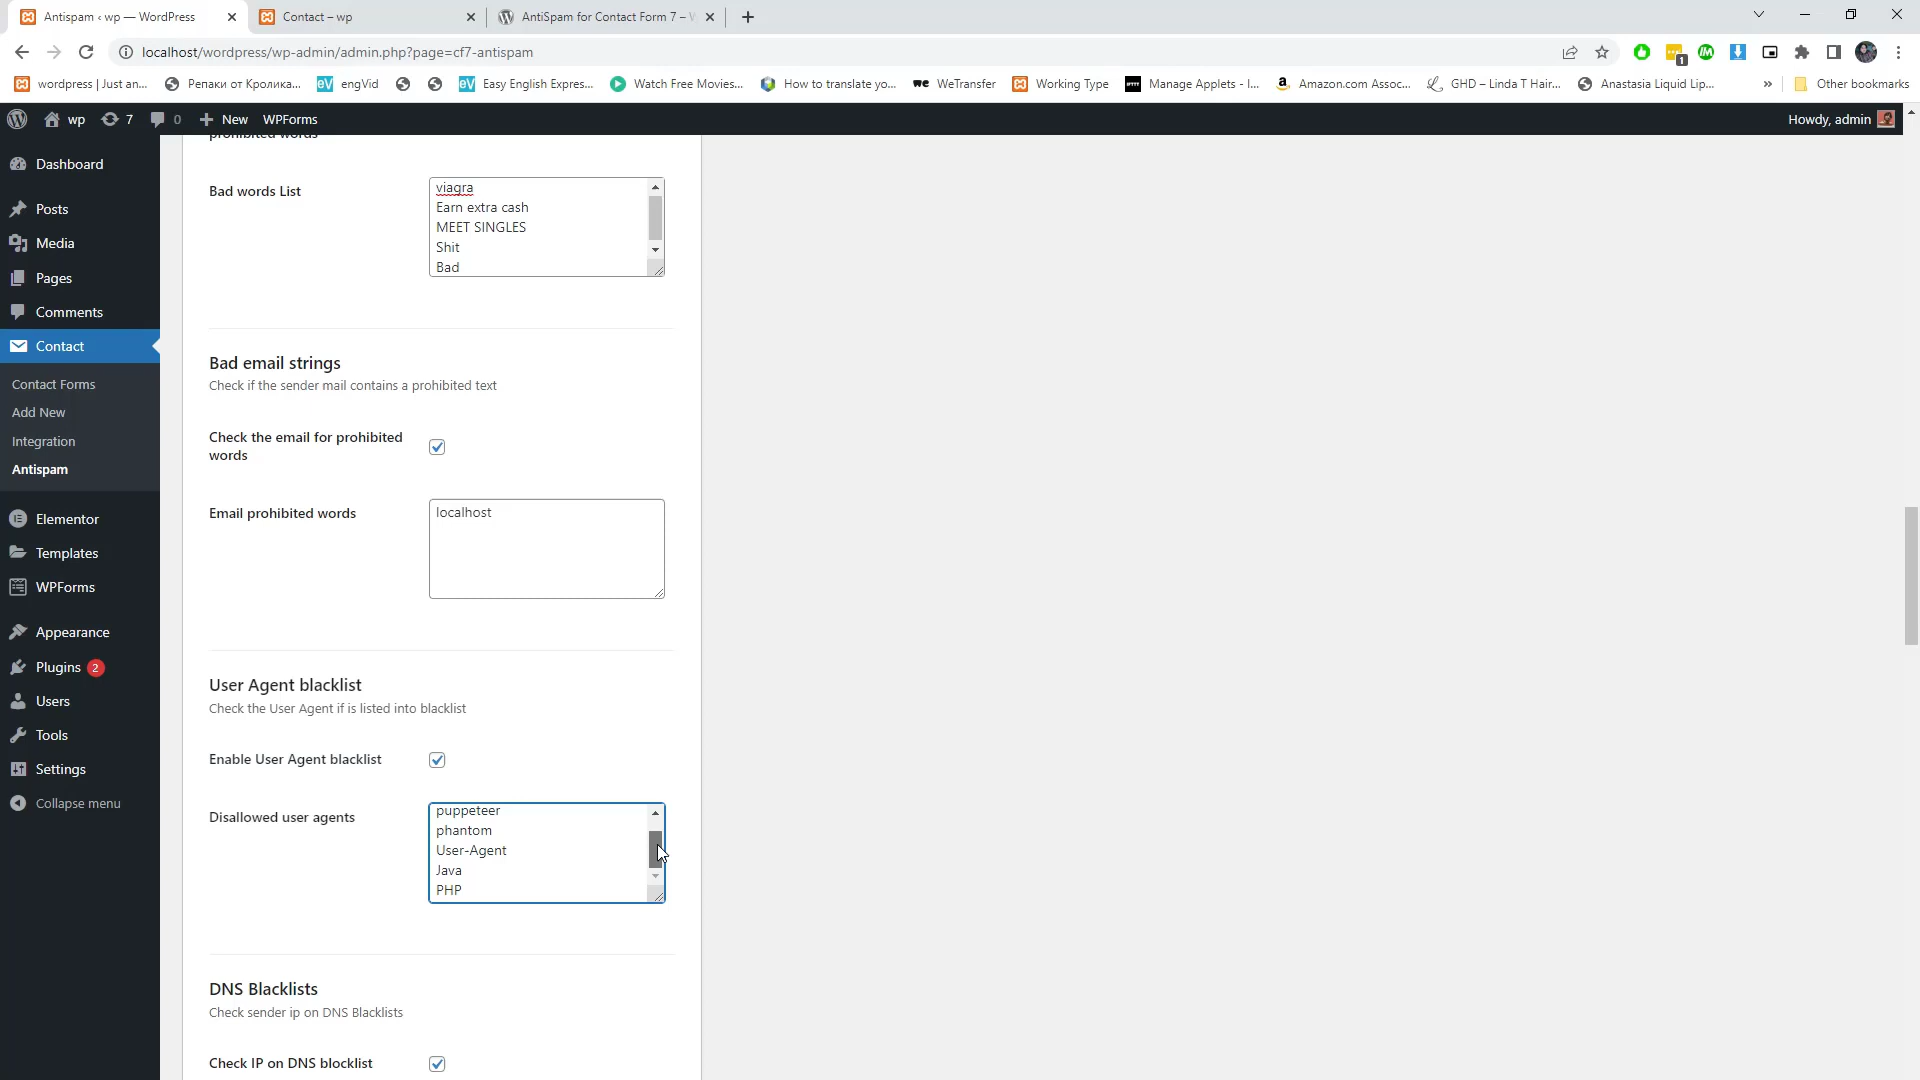 Antispam ‹ wp — WordPress
Contact – wp
AntiSpam for Contact Form 7 –
localhost/wordpress/wp-admin/admin.php?page=cf7-antispam
1
wordpress | Just an...
Репаки от Кролика...
engVid
Easy English Expres...
Watch Free Movies...
How to translate yo...
WeTransfer
Working Type
Manage Applets - I...
Amazon.com Assoc...
GHD – Linda T Hair...
Anastasia Liquid Lip...
»
Other bookmarks
wp
7
0
New
WPForms
Howdy, admin
Dashboard
Posts
Media
Pages
Comments
Contact
Contact Forms
Add New
Integration
Antispam
Elementor
Templates
WPForms
Appearance
Plugins 2
Users
Tools
Settings
Collapse menu
prohibited words
Bad words List
viagra
Earn extra cash
MEET SINGLES
Shit
Bad
Bad email strings
Check if the sender mail contains a prohibited text
Check the email for prohibited
words
Email prohibited words
localhost
User Agent blacklist
Check the User Agent if is listed into blacklist
Enable User Agent blacklist
Disallowed user agents
puppeteer
phantom
User-Agent
Java
PHP
DNS Blacklists
Check sender ip on DNS Blacklists
Check IP on DNS blocklist